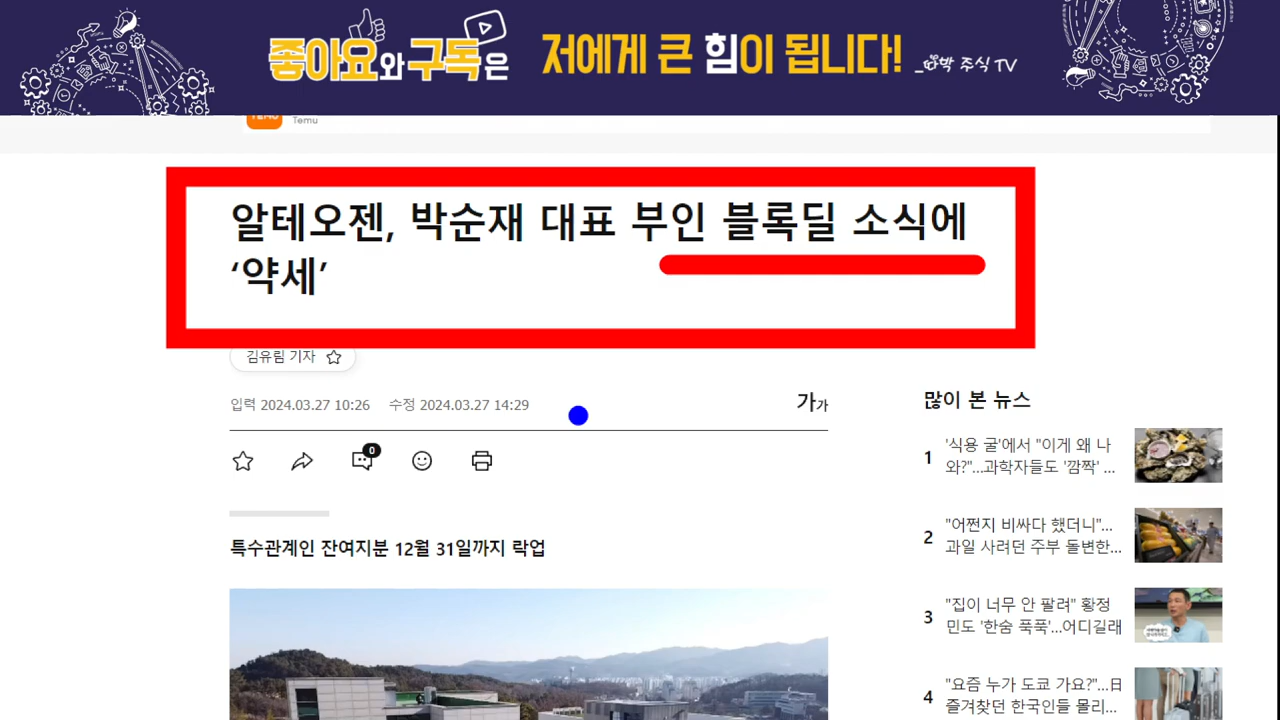 좋아요와 구독은 저에게 큰 힘이 됩니다!
박 주식 TV
TEMU
Temu
알테오젠, 박순재 대표 부인 블록딜 소식에
‘약세’
김유림 기자
입력 2024.03.27 10:26 수정 2024.03.27 14:29
가가
0
특수관계인 잔여지분 12월 31일까지 락업
많이 본 뉴스
1 '식용 굴'에서 "이게 왜 나
와?"...과학자들도 '깜짝' ...
2 "어쩐지 비싸다 했더니"...
과일 사려던 주부 돌변한...
3 "집이 너무 안 팔려" 황정
민도 '한숨 푹푹'...어디길래
4 "요즘 누가 도쿄 가요?"...日
즐겨찾던 한국인들 몰리...